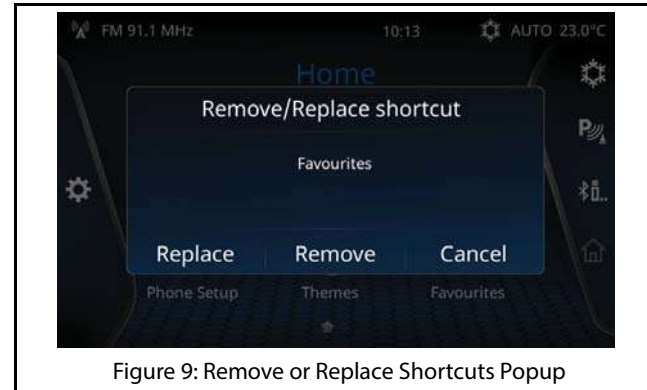 FM 91.1 MHz 10:13 AUTO 23.0°C
Home
Remove/Replace shortcut
Favourites
Replace Remove Cancel
Phone Setup Themes Favourites
Figure 9: Remove or Replace Shortcuts Popup